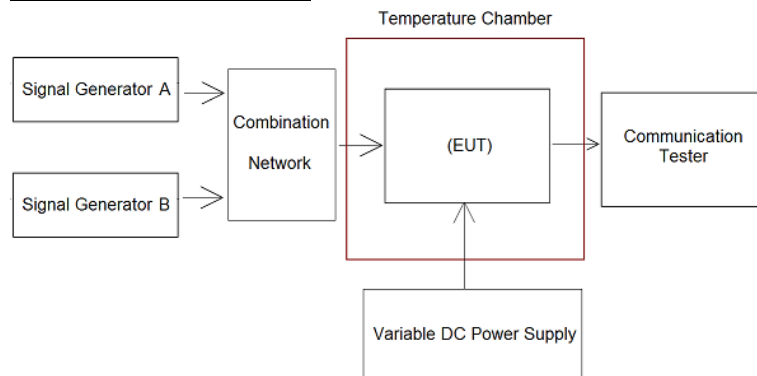 Temperature Chamber
Signal Generator A
Combination
Network
(EUT)
Communication
Tester
Signal Generator B
Variable DC Power Supply